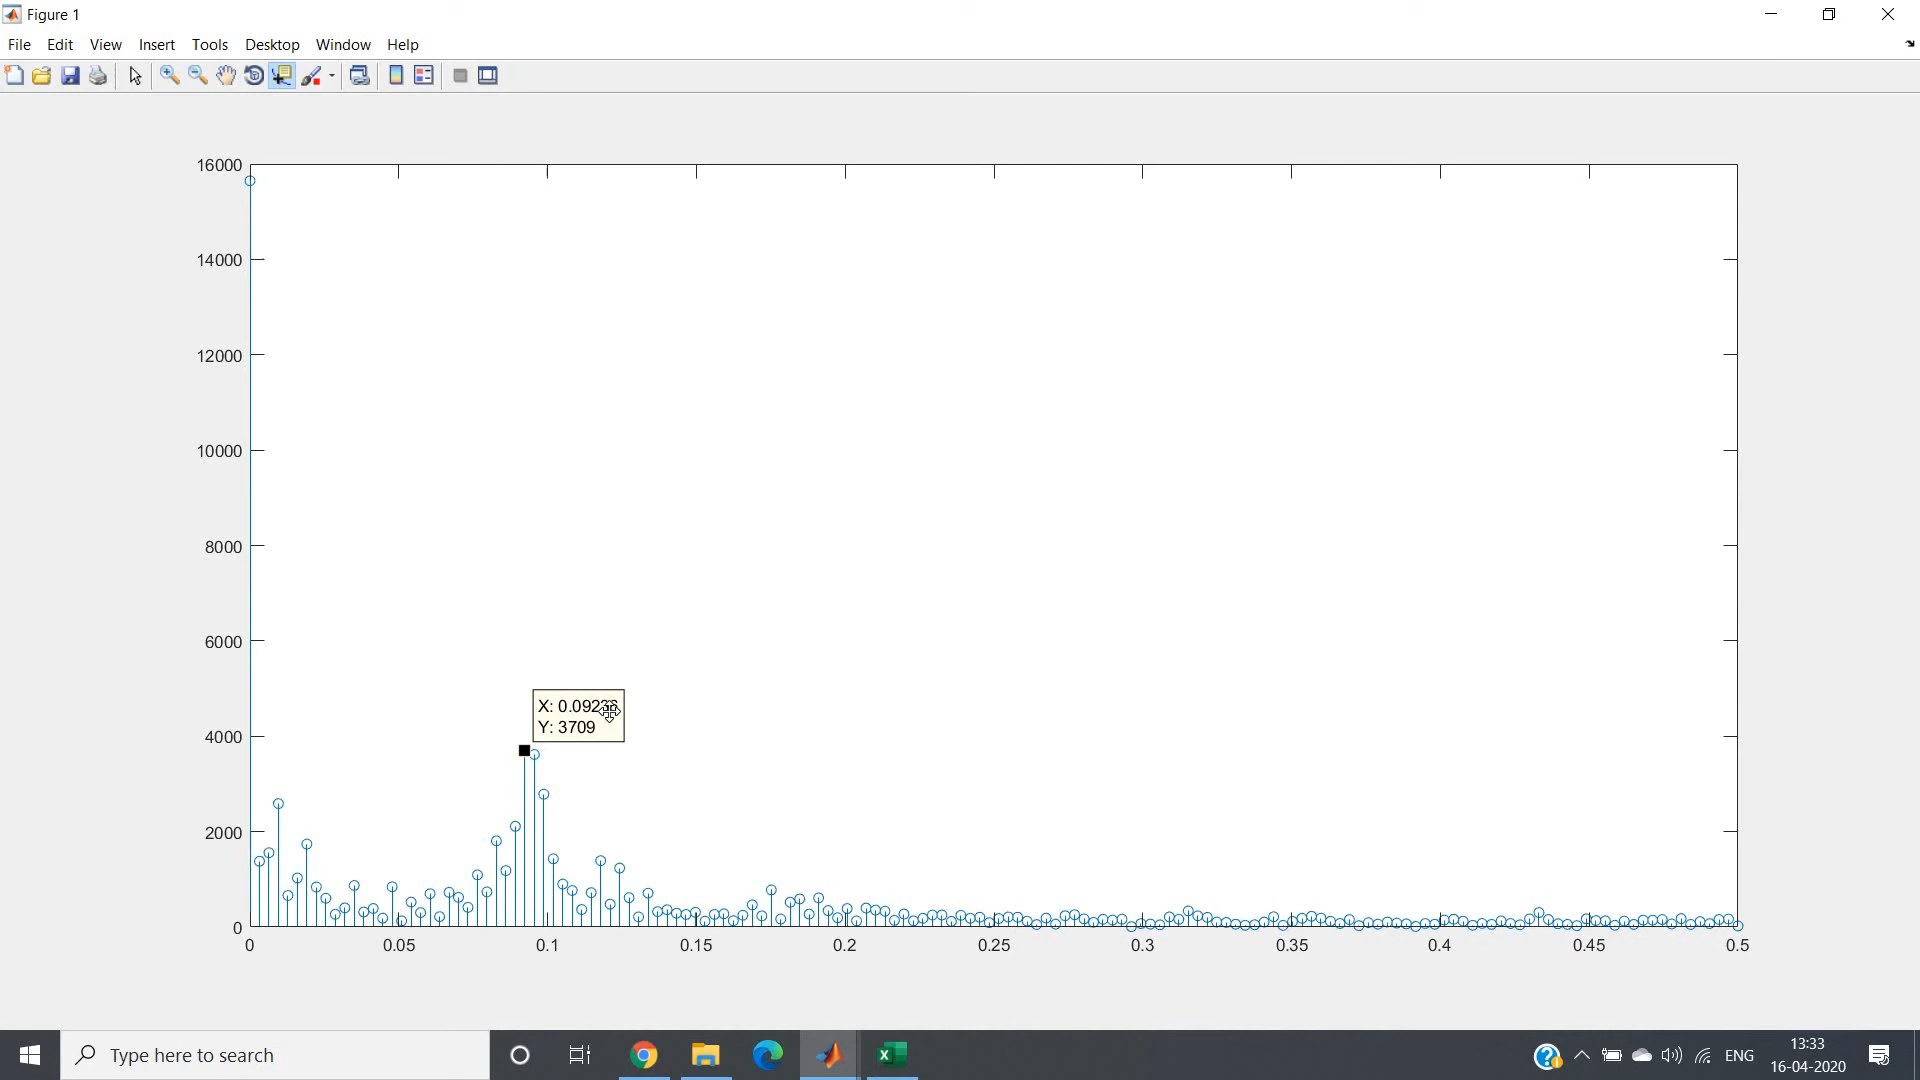 Figure 1
File Edit View Insert Tools Desktop Window Help
16000
14000
12000
10000
8000
6000
4000
2000
0
X: 0.09236
Y: 3709
0 0.05 0.1 0.15 0.2 0.25 0.3 0.35 0.4 0.45 0.5
Type here to search
ENG
13:33
16-04-2020